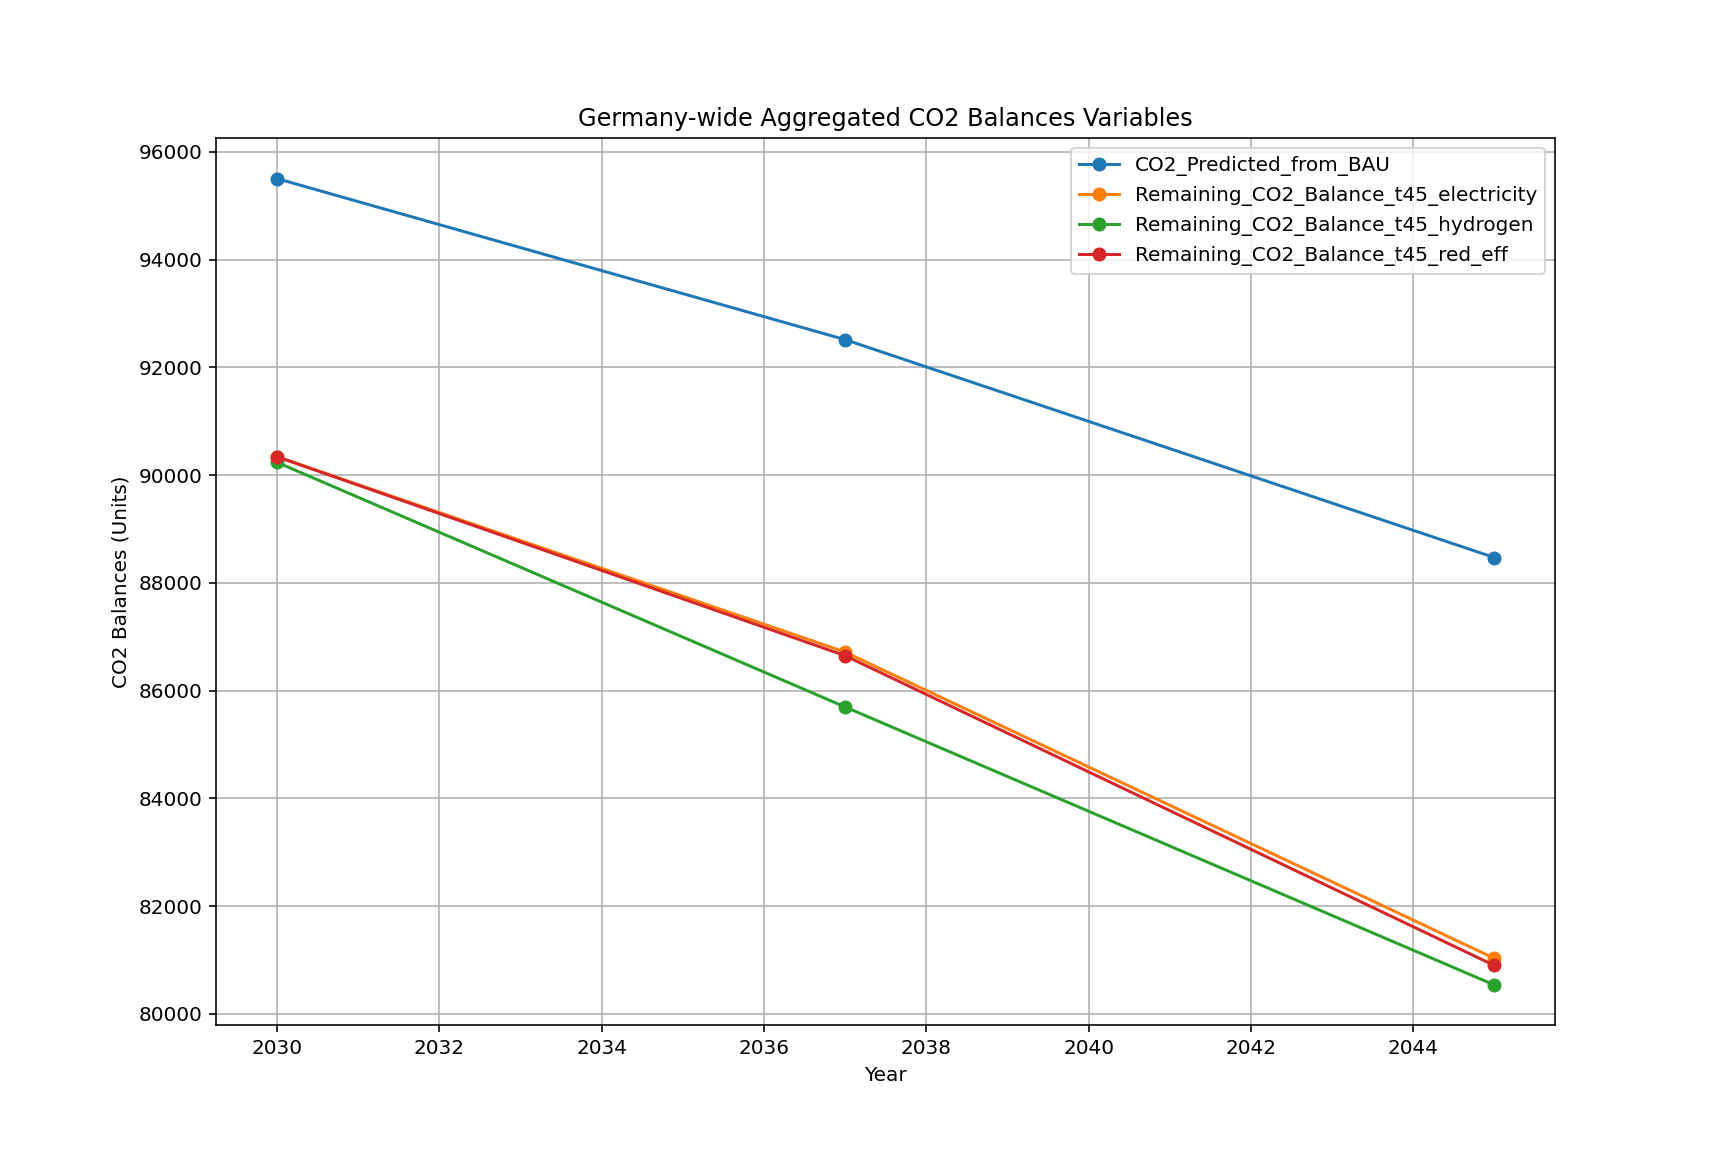 Germany-wide Aggregated CO2 Balances Variables
CO2_Predicted_from_BAU
Remaining_CO2_Balance_t45_electricity
Remaining_CO2_Balance_t45_hydrogen
Remaining_CO2_Balance_t45_red_eff
CO2 Balances (Units)
96000
94000
92000
90000
88000
86000
84000
82000
80000
2030 2032 2034 2036 2038 2040 2042 2044
Year